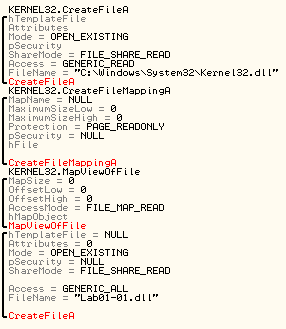 KERNEL32.CreateFileA
hTemplateFile
Attributes
Mode = OPEN_EXISTING
pSecurity
ShareMode = FILE_SHARE_READ
Access = GENERIC_READ
FileName = "C:\Windows\System32\Kernel32.dll"
CreateFileA
KERNEL32.CreateFileMappingA
MapName = NULL
MaximumSizeLow = 0
MaximumSizeHigh = 0
Protection = PAGE_READONLY
pSecurity = NULL
hFile
CreateFileMappingA
KERNEL32.MapViewOfFile
MapSize = 0
OffsetLow = 0
OffsetHigh = 0
AccessMode = FILE_MAP_READ
hMapObject
MapViewOfFile
hTemplateFile = NULL
Attributes = 0
Mode = OPEN_EXISTING
pSecurity = NULL
ShareMode = FILE_SHARE_READ
Access = GENERIC_ALL
FileName = "Lab01-01.dll"
CreateFileA